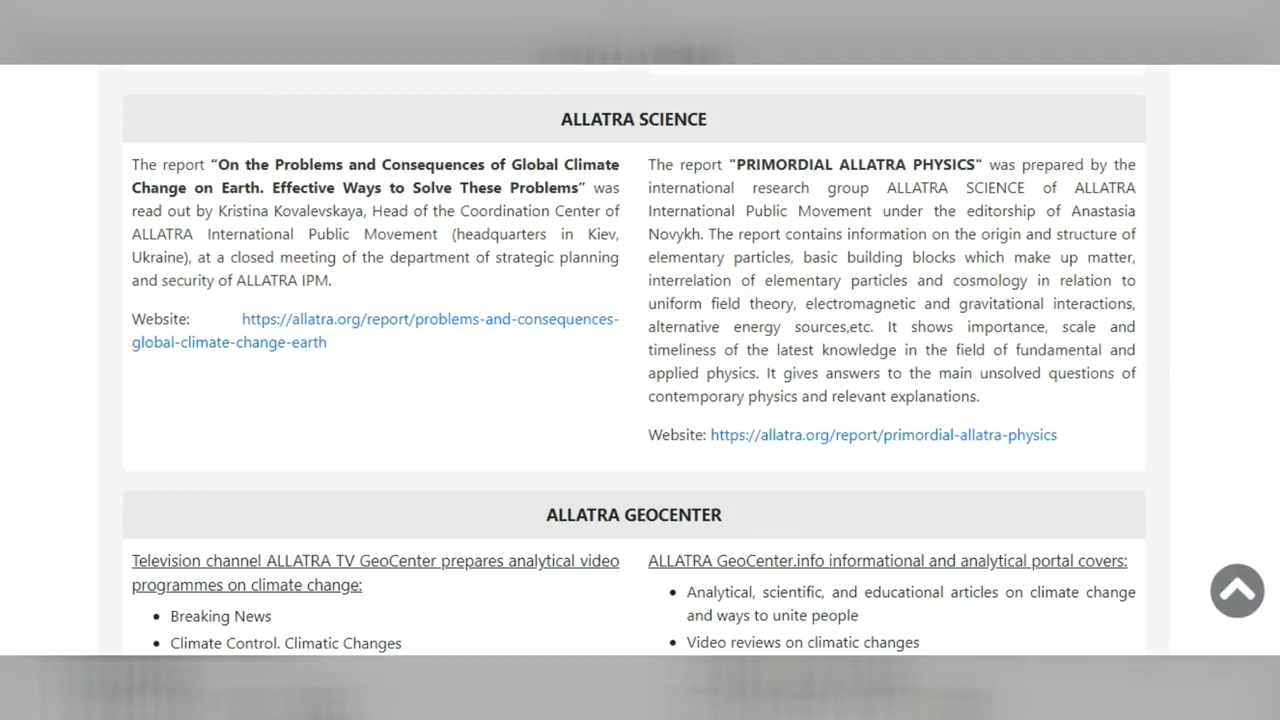 ALLATRA SCIENCE
The report “On the Problems and Consequences of Global Climate
Change on Earth. Effective Ways to Solve These Problems” was
read out by Kristina Kovalevskaya, Head of the Coordination Center of
ALLATRA International Public Movement (headquarters in Kiev,
Ukraine), at a closed meeting of the department of strategic planning
and security of ALLATRA IPM.
Website: https://allatra.org/report/problems-and-consequences-
global-climate-change-earth
The report "PRIMORDIAL ALLATRA PHYSICS" was prepared by the
international research group ALLATRA SCIENCE of ALLATRA
International Public Movement under the editorship of Anastasia
Novykh. The report contains information on the origin and structure of
elementary particles, basic building blocks which make up matter,
interrelation of elementary particles and cosmology in relation to
uniform field theory, electromagnetic and gravitational interactions,
alternative energy sources,etc. It shows importance, scale and
timeliness of the latest knowledge in the field of fundamental and
applied physics. It gives answers to the main unsolved questions of
contemporary physics and relevant explanations.
Website: https://allatra.org/report/primordial-allatra-physics
ALLATRA GEOCENTER
Television channel ALLATRA TV GeoCenter prepares analytical video
programmes on climate change:
• Breaking News
• Climate Control. Climatic Changes
ALLATRA GeoCenter.info informational and analytical portal covers:
• Analytical, scientific, and educational articles on climate change
and ways to unite people
• Video reviews on climatic changes